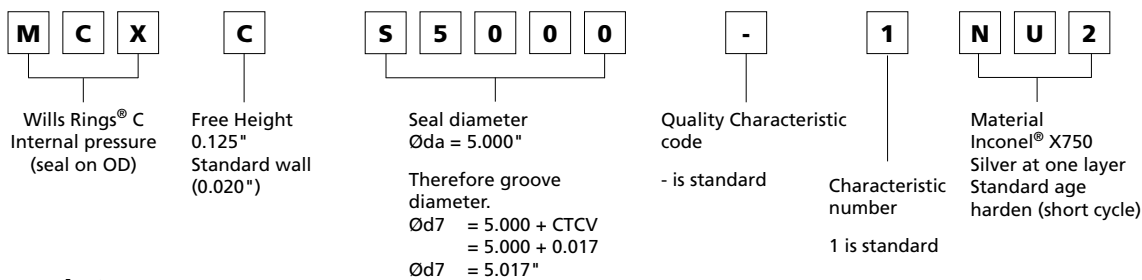 M C X C S 5 0 0 0 - 1 N U 2
Wills Rings® C
Internal pressure
(seal on OD)
Free Height
0.125"
Standard wall
(0.020")
Seal diameter
Øda = 5.000"
Therefore groove
diameter.
Ød7 = 5.000 + CTCV
= 5.000 + 0.017
Ød7 = 5.017"
Quality Characteristic
code
- is standard
Characteristic
number
1 is standard
Material
Inconel® X750
Silver at one layer
Standard age
harden (short cycle)